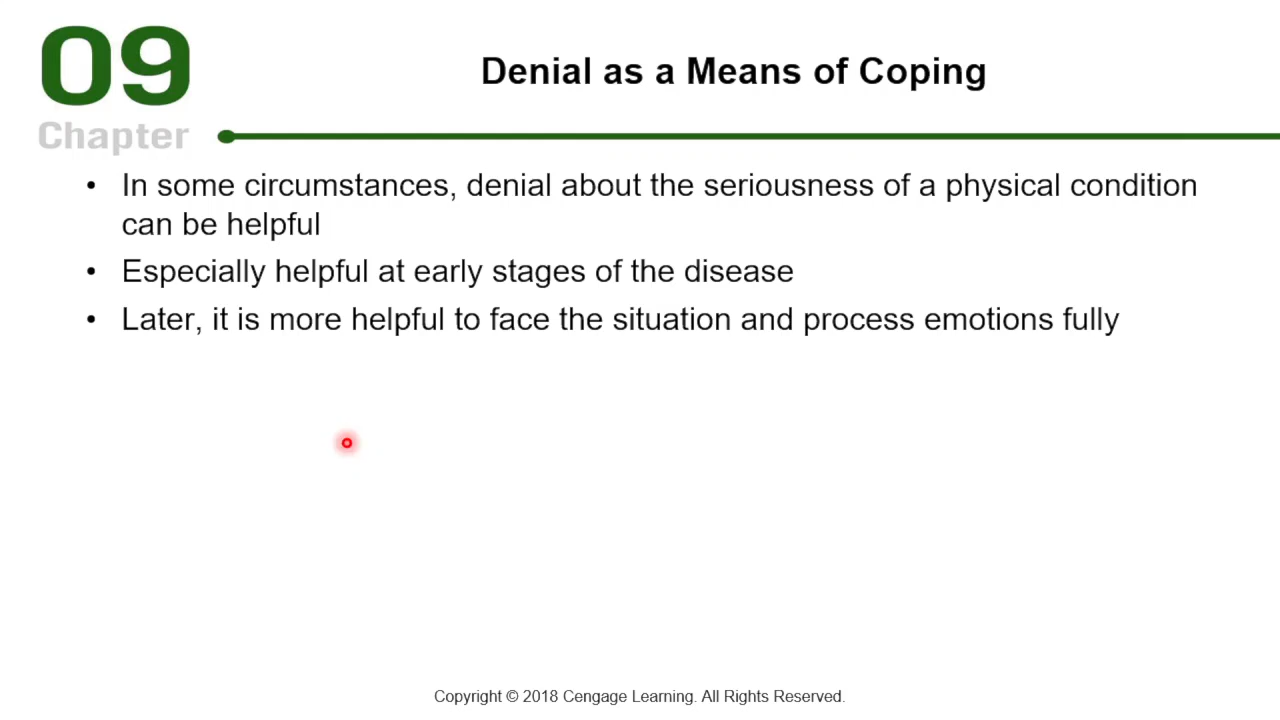 09
Chapter
Denial as a Means of Coping
• In some circumstances, denial about the seriousness of a physical condition
can be helpful
• Especially helpful at early stages of the disease
• Later, it is more helpful to face the situation and process emotions fully
Copyright © 2018 Cengage Learning. All Rights Reserved.